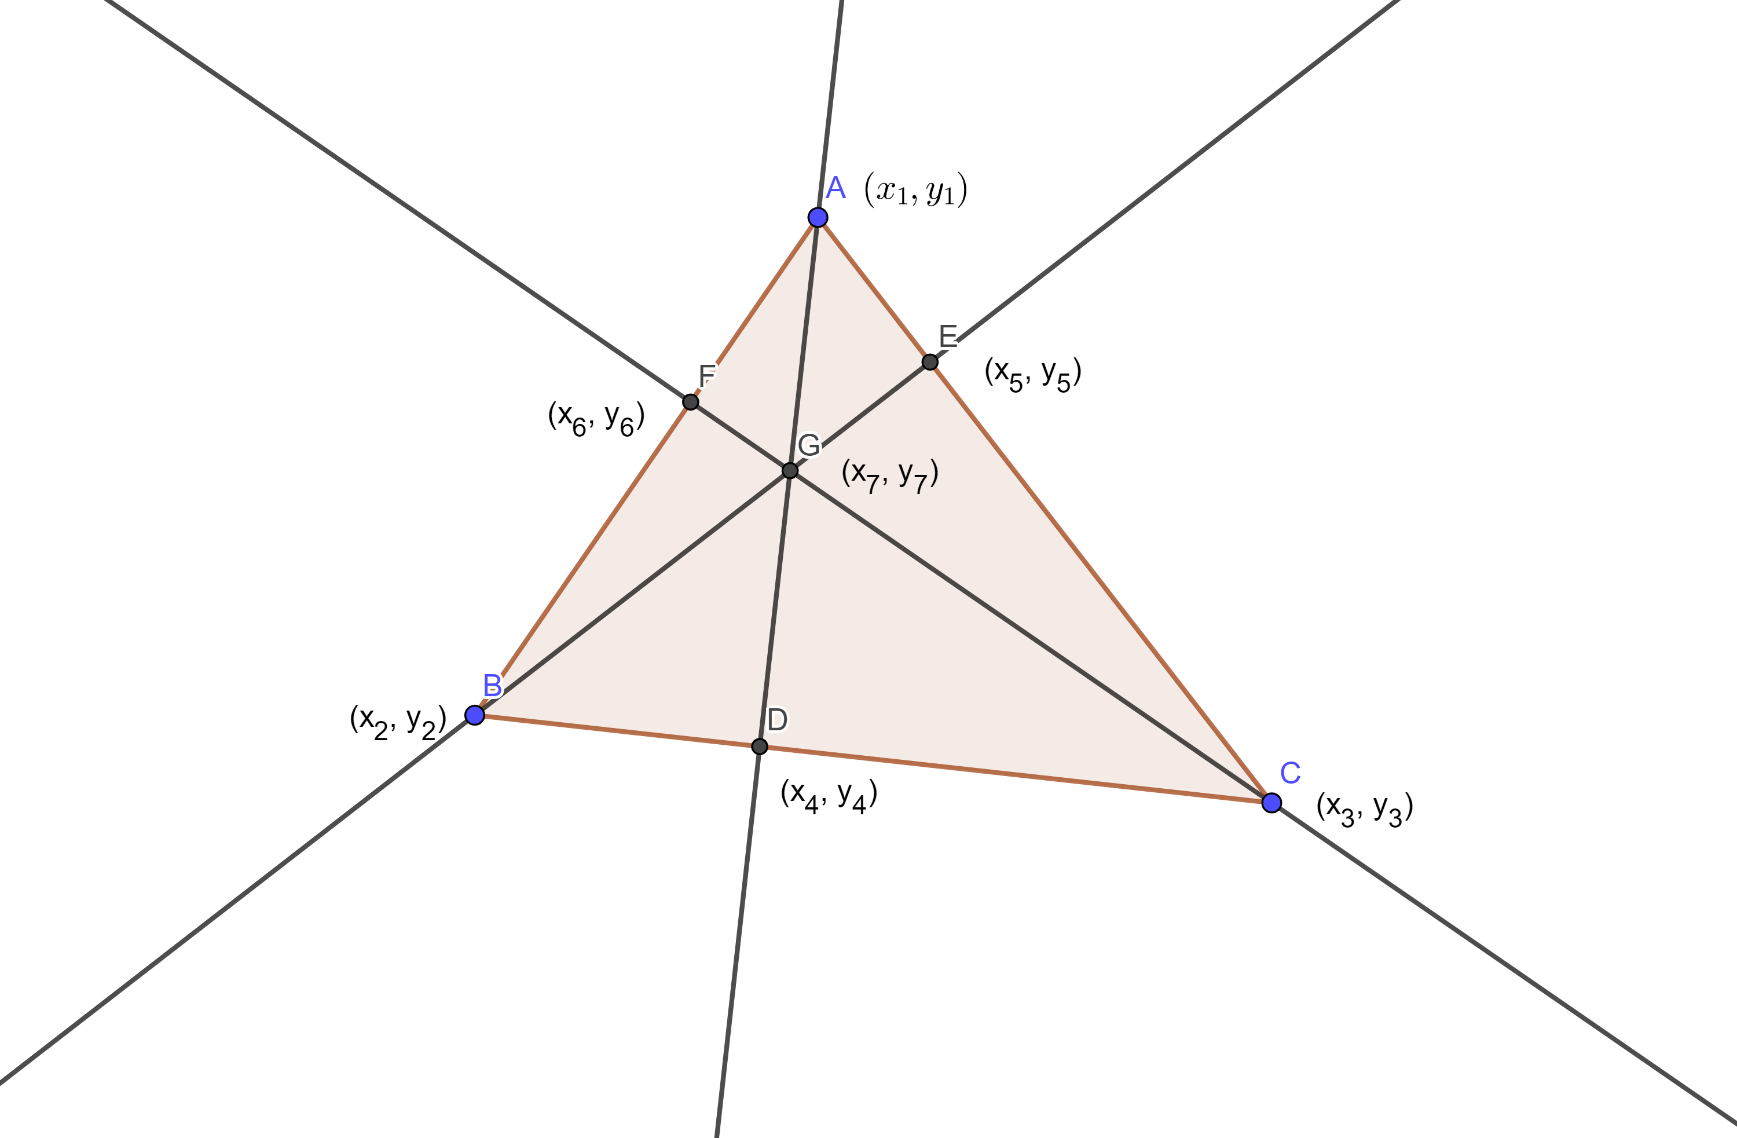 A (x₁, y₁)
E
(x₅, y₅)
F
(x₆, y₆)
G
(x₇, y₇)
B
(x₂, y₂)
D
(x₄, y₄)
C
(x₃, y₃)